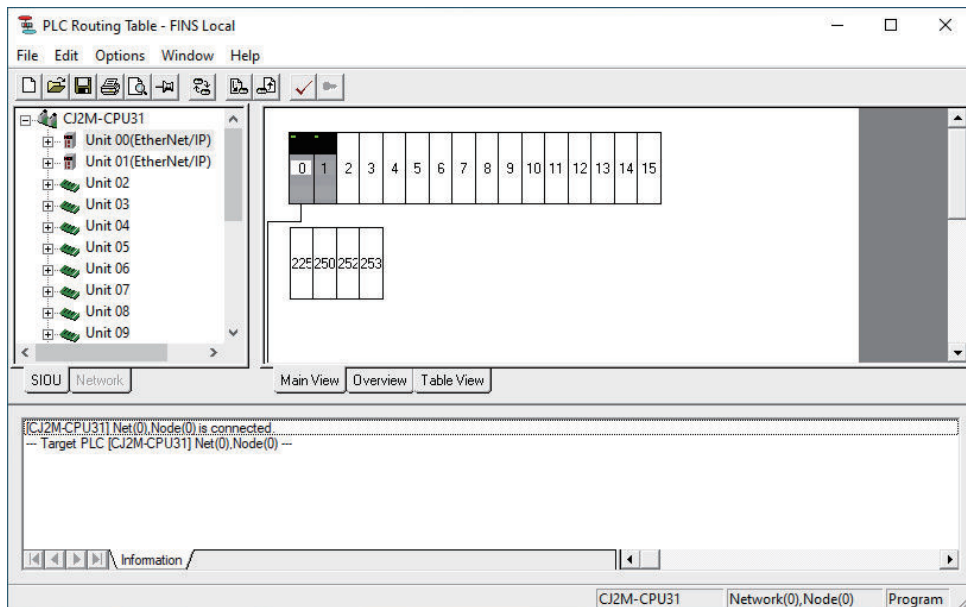 PLC Routing Table - FINS Local
File Edit Options Window Help
CJ2M-CPU31
Unit 00(EtherNet/IP)
Unit 01(EtherNet/IP)
Unit 02
Unit 03
Unit 04
Unit 05
Unit 06
Unit 07
Unit 08
Unit 09
SIOU Network
0 1 2 3 4 5 6 7 8 9 10 11 12 13 14 15
225 250 252 253
Main View Overview Table View
[CJ2M-CPU31] Net(0),Node(0) is connected.
--- Target PLC [CJ2M-CPU31] Net(0),Node(0) ---
Information
CJ2M-CPU31 Network(0),Node(0) Program